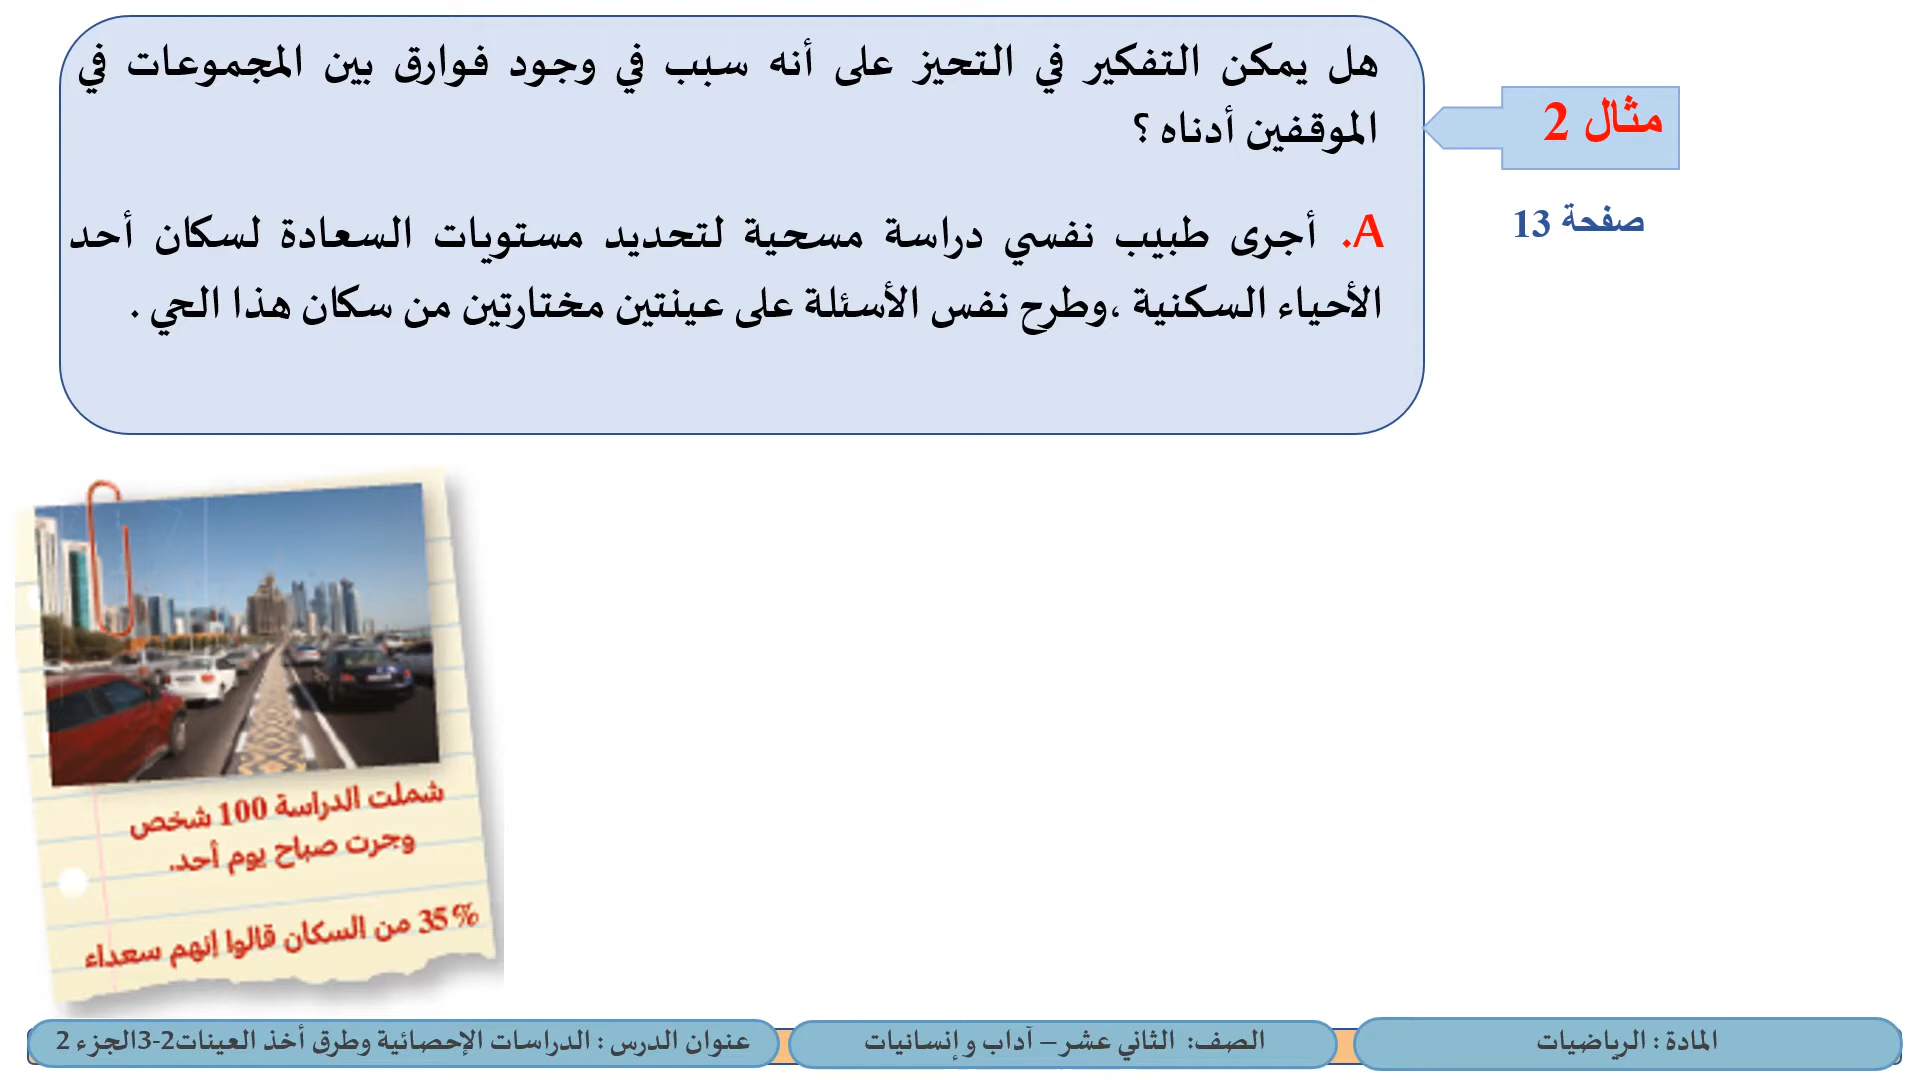 مثال 2
صفحة 13
هل يمكن التفكير في التحيز على أنه سبب في وجود فوارق بين المجموعات في
الموقفين أدناه ؟
A. أجرى طبيب نفسي دراسة مسحية لتحديد مستويات السعادة لسكان أحد
الأحياء السكنية ،وطرح نفس الأسئلة على عينتين مختارتين من سكان هذا الحي .
شملت الدراسة 100 شخص
وجرت صباح يوم أحد.
35% من السكان قالوا إنهم سعداء
المادة : الرياضيات
الصف: الثاني عشر – آداب و إنسانيات
عنوان الدرس : الدراسات الإحصائية وطرق أخذ العينات2-3الجزء 2